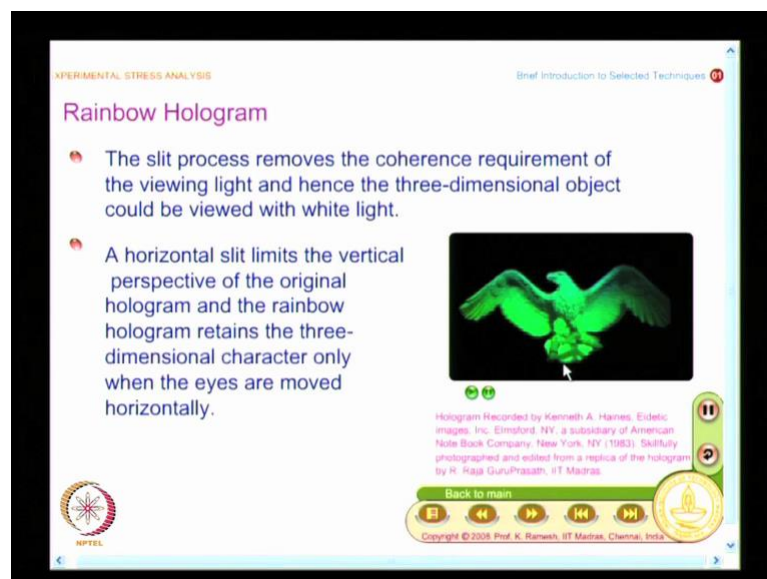 XPERIMENTAL STRESS ANALYSIS
Brief Introduction to Selected Techniques 01
Rainbow Hologram
The slit process removes the coherence requirement of
the viewing light and hence the three-dimensional object
could be viewed with white light.
A horizontal slit limits the vertical
perspective of the original
hologram and the rainbow
hologram retains the three-
dimensional character only
when the eyes are moved
horizontally.
Hologram Recorded by Kenneth A. Haines, Eidetic
images, Inc. Elmsford, NY, a subsidiary of American
Note Book Company, New York, NY (1983). Skillfully
photographed and edited from a replica of the hologram
by R. Raja GuruPrasath, IIT Madras
Back to main
Copyright © 2008 Prof. K. Ramesh, IIT Madras, Chennai, India
NPTEL